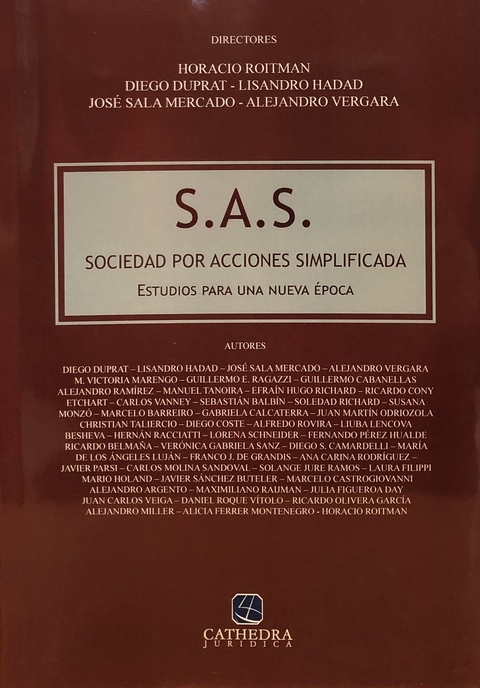 DIRECTORES
HORACIO ROITMAN
DIEGO DUPRAT - LISANDRO HADAD
JOSÉ SALA MERCADO - ALEJANDRO VERGARA
S.A.S.
SOCIEDAD POR ACCIONES SIMPLIFICADA
ESTUDIOS PARA UNA NUEVA ÉPOCA
AUTORES
DIEGO DUPRAT – LISANDRO HADAD – JOSÉ SALA MERCADO – ALEJANDRO VERGARA
M. VICTORIA MARENGO – GUILLERMO E. RAGAZZI – GUILLERMO CABANELLAS
ALEJANDRO RAMÍREZ – MANUEL TANOIRA – EFRAÍN HUGO RICHARD – RICARDO CONY
ETCHART – CARLOS VANNEY – SEBASTIÁN BALBÍN – SOLEDAD RICHARD – SUSANA
MONZÓ – MARCELO BARREIRO – GABRIELA CALCATERRA – JUAN MARTÍN ODRIOZOLA
CHRISTIAN TALIERCIO – DIEGO COSTE – ALFREDO ROVIRA – LIUBA LENCOVA
BESHEVA – HERNÁN RACCIATTI – LORENA SCHNEIDER – FERNANDO PÉREZ HUALDE
RICARDO BELMAÑA – VERÓNICA GABRIELA SANZ – DIEGO S. CAMARDELLI – MARÍA
DE LOS ÁNGELES LUJÁN – FRANCO J. DE GRANDIS – ANA CARINA RODRÍGUEZ –
JAVIER PARSI – CARLOS MOLINA SANDOVAL – SOLANGE JURE RAMOS – LAURA FILIPPI
MARIO HOLAND – JAVIER SÁNCHEZ BUTELER – MARCELO CASTROGIOVANNI
ALEJANDRO ARGENTO – MAXIMILIANO RAIJMAN – JULIA FIGUEROA DAY
JUAN CARLOS VEIGA – DANIEL ROQUE VÍTOLO – RICARDO OLIVERA GARCÍA
ALEJANDRO MILLER – ALICIA FERRER MONTENEGRO - HORACIO ROITMAN
CATHEDRA
JURÍDICA